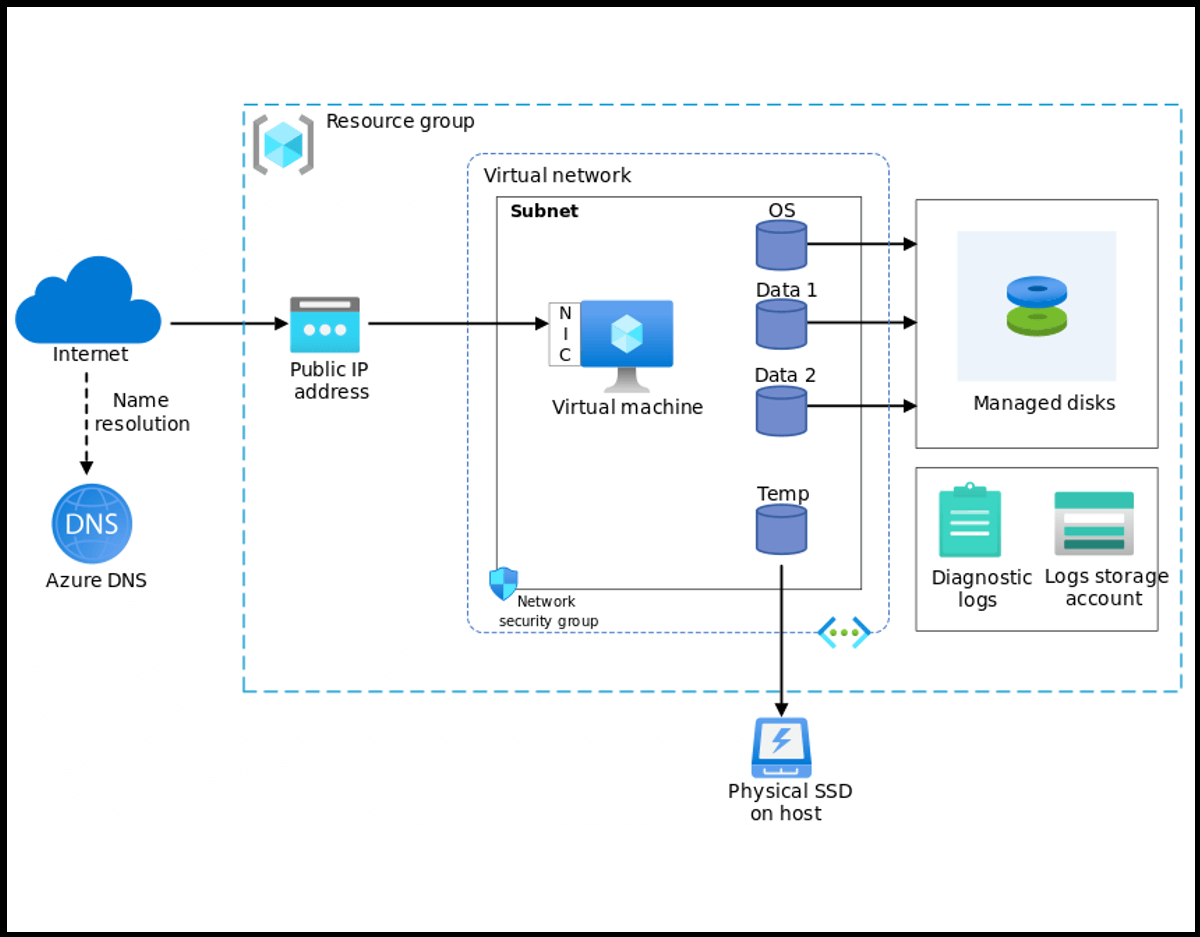 Resource group
Virtual network
Subnet
OS
Data 1
Data 2
Temp
N
I
C
Virtual machine
Internet
Public IP
address
Name
resolution
DNS
Azure DNS
Managed disks
Diagnostic
logs
Logs storage
account
Network
security group
Physical SSD
on host